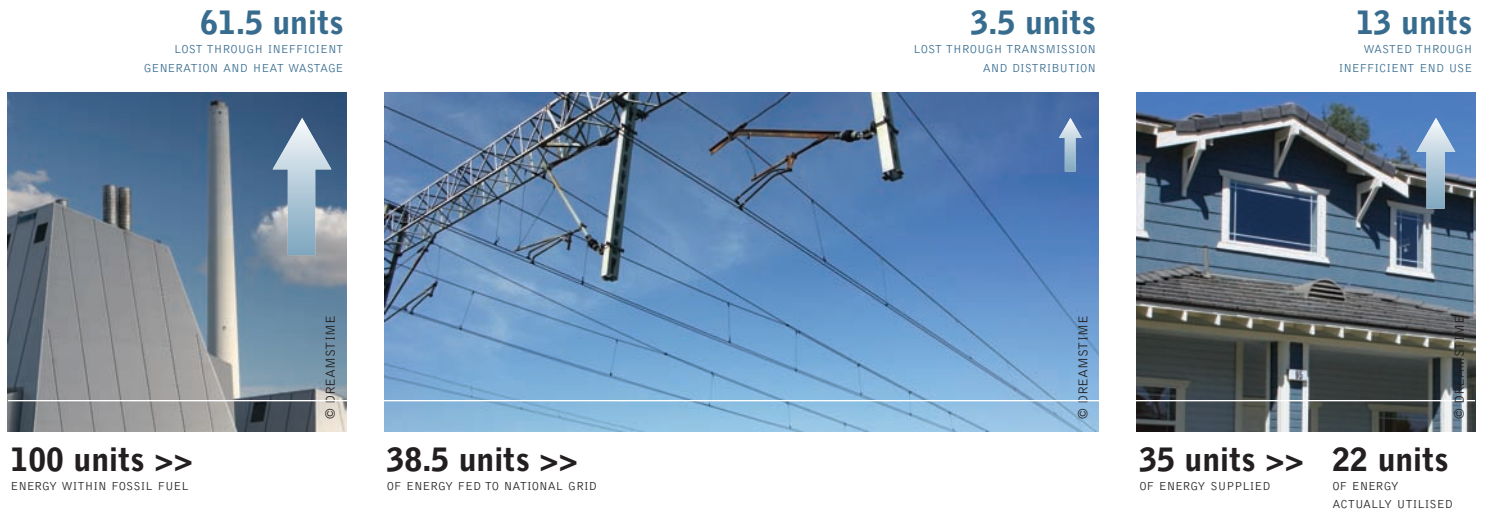 61.5 units
LOST THROUGH INEFFICIENT
GENERATION AND HEAT WASTAGE
3.5 units
LOST THROUGH TRANSMISSION
AND DISTRIBUTION
13 units
WASTED THROUGH
INEFFICIENT END USE
© DREAMSTIME
© DREAMSTIME
© DREAMSTIME
100 units >>
ENERGY WITHIN FOSSIL FUEL
38.5 units >>
OF ENERGY FED TO NATIONAL GRID
35 units >>
OF ENERGY SUPPLIED
22 units
OF ENERGY
ACTUALLY UTILISED